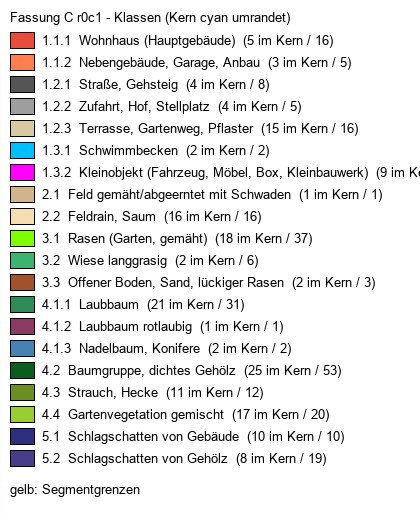 Fassung C r0c1 - Klassen (Kern cyan umrandet)
1.1.1 Wohnhaus (Hauptgebäude) (5 im Kern / 16)
1.1.2 Nebengebäude, Garage, Anbau (3 im Kern / 5)
1.2.1 Straße, Gehsteig (4 im Kern / 8)
1.2.2 Zufahrt, Hof, Stellplatz (4 im Kern / 5)
1.2.3 Terrasse, Gartenweg, Pflaster (15 im Kern / 16)
1.3.1 Schwimmbecken (2 im Kern / 2)
1.3.2 Kleinobjekt (Fahrzeug, Möbel, Box, Kleinbauwerk) (9 im
2.1 Feld gemäht/abgeerntet mit Schwaden (1 im Kern / 1)
2.2 Feldrain, Saum (16 im Kern / 16)
3.1 Rasen (Garten, gemäht) (18 im Kern / 37)
3.2 Wiese langgrasig (2 im Kern / 6)
3.3 Offener Boden, Sand, lückiger Rasen (2 im Kern / 3)
4.1.1 Laubbaum (21 im Kern / 31)
4.1.2 Laubbaum rotlaubig (1 im Kern / 1)
4.1.3 Nadelbaum, Konifere (2 im Kern / 2)
4.2 Baumgruppe, dichtes Gehölz (25 im Kern / 53)
4.3 Strauch, Hecke (11 im Kern / 12)
4.4 Gartenvegetation gemischt (17 im Kern / 20)
5.1 Schlagschatten von Gebäude (10 im Kern / 10)
5.2 Schlagschatten von Gehölz (8 im Kern / 19)
gelb: Segmentgrenzen